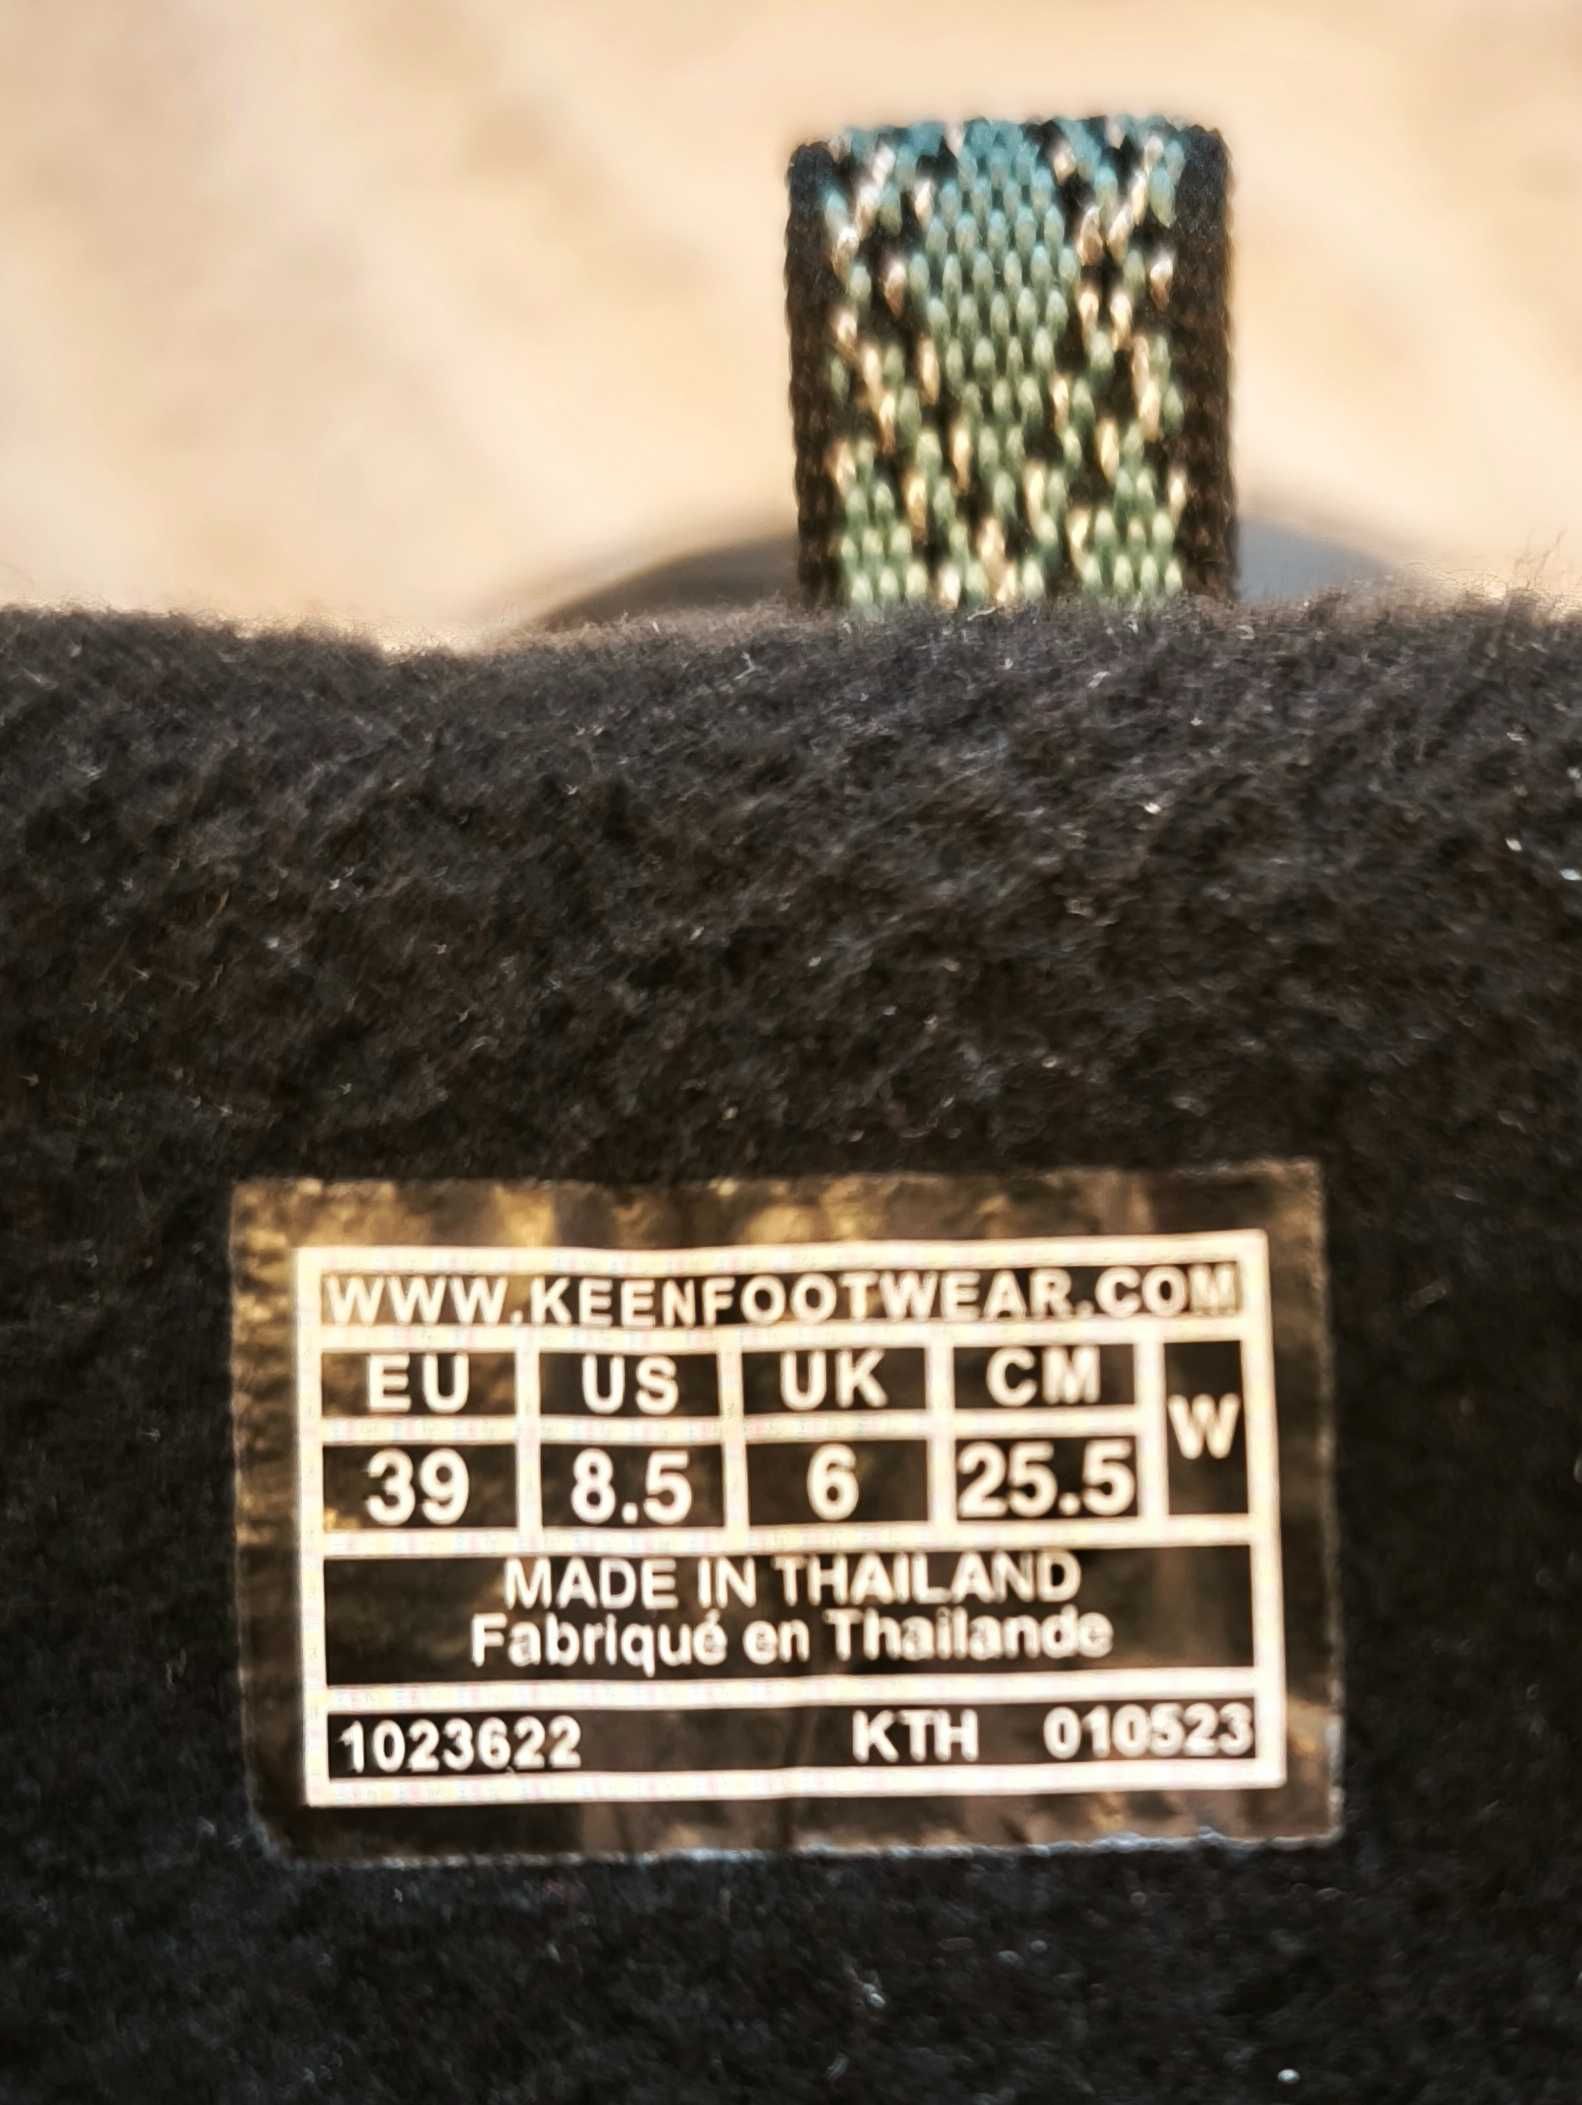 WWW.KEENFOOTWEAR.COM
EU US UK CM W
39 8.5 6 25.5
MADE IN THAILAND
Fabriqué en Thailande
1023622 KTH 010523